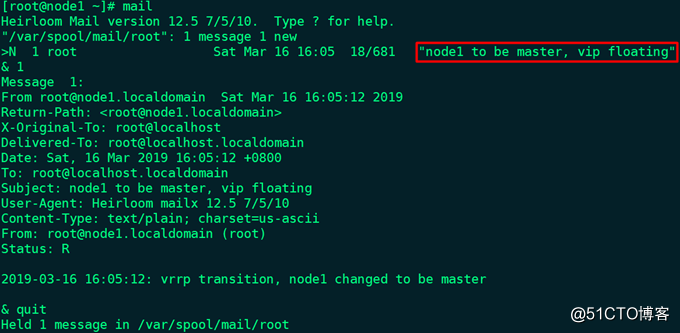 [root@node1 ~]# mail
Heirloom Mail version 12.5 7/5/10.  Type ? for help.
"/var/spool/mail/root": 1 message 1 new
>N  1 root                  Sat Mar 16 16:05  18/681   "node1 to be master, vip floating"
& 1
Message  1:
From root@node1.localdomain  Sat Mar 16 16:05:12 2019
Return-Path: <root@node1.localdomain>
X-Original-To: root@localhost
Delivered-To: root@localhost.localdomain
Date: Sat, 16 Mar 2019 16:05:12 +0800
To: root@localhost.localdomain
Subject: node1 to be master, vip floating
User-Agent: Heirloom mailx 12.5 7/5/10
Content-Type: text/plain; charset=us-ascii
From: root@node1.localdomain (root)
Status: R
2019-03-16 16:05:12: vrrp transition, node1 changed to be master
& quit
Held 1 message in /var/spool/mail/root
@51CTO博客